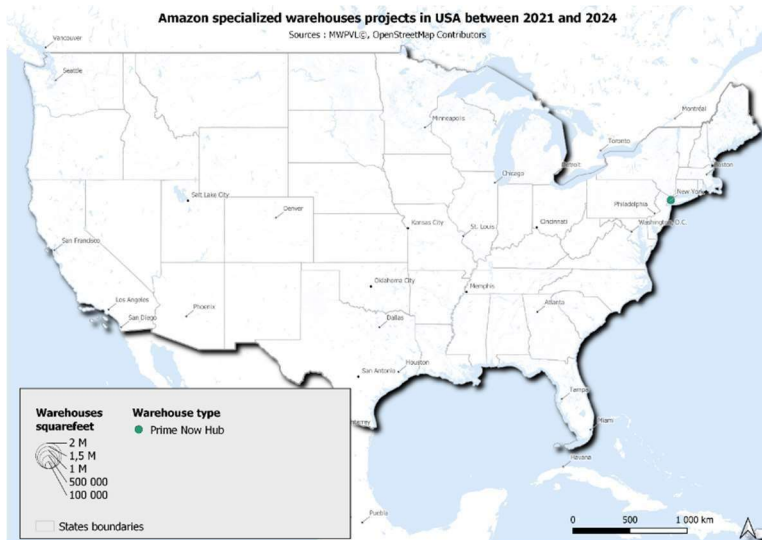 Amazon specialized warehouses projects in USA between 2021 and 2024
Sources : MWPVL©, OpenStreetMap Contributors
Vancouver
Seattle
Montréal
Minneapolis
Toronto
Detroit
Boston
Chicago
New York
Salt Lake City
Philadelphia
Denver
Washington, D.C.
Kansas City
St. Louis
Cincinnati
San Francisco
Oklahoma City
Memphis
Los Angeles
Phoenix
Atlanta
San Diego
Dallas
Houston
San Antonio
Tampa
Miami
Havana
Puebla
Warehouses
squarefeet
2 M
1,5 M
1 M
500 000
100 000
Warehouse type
Prime Now Hub
States boundaries
0 500 1 000 km